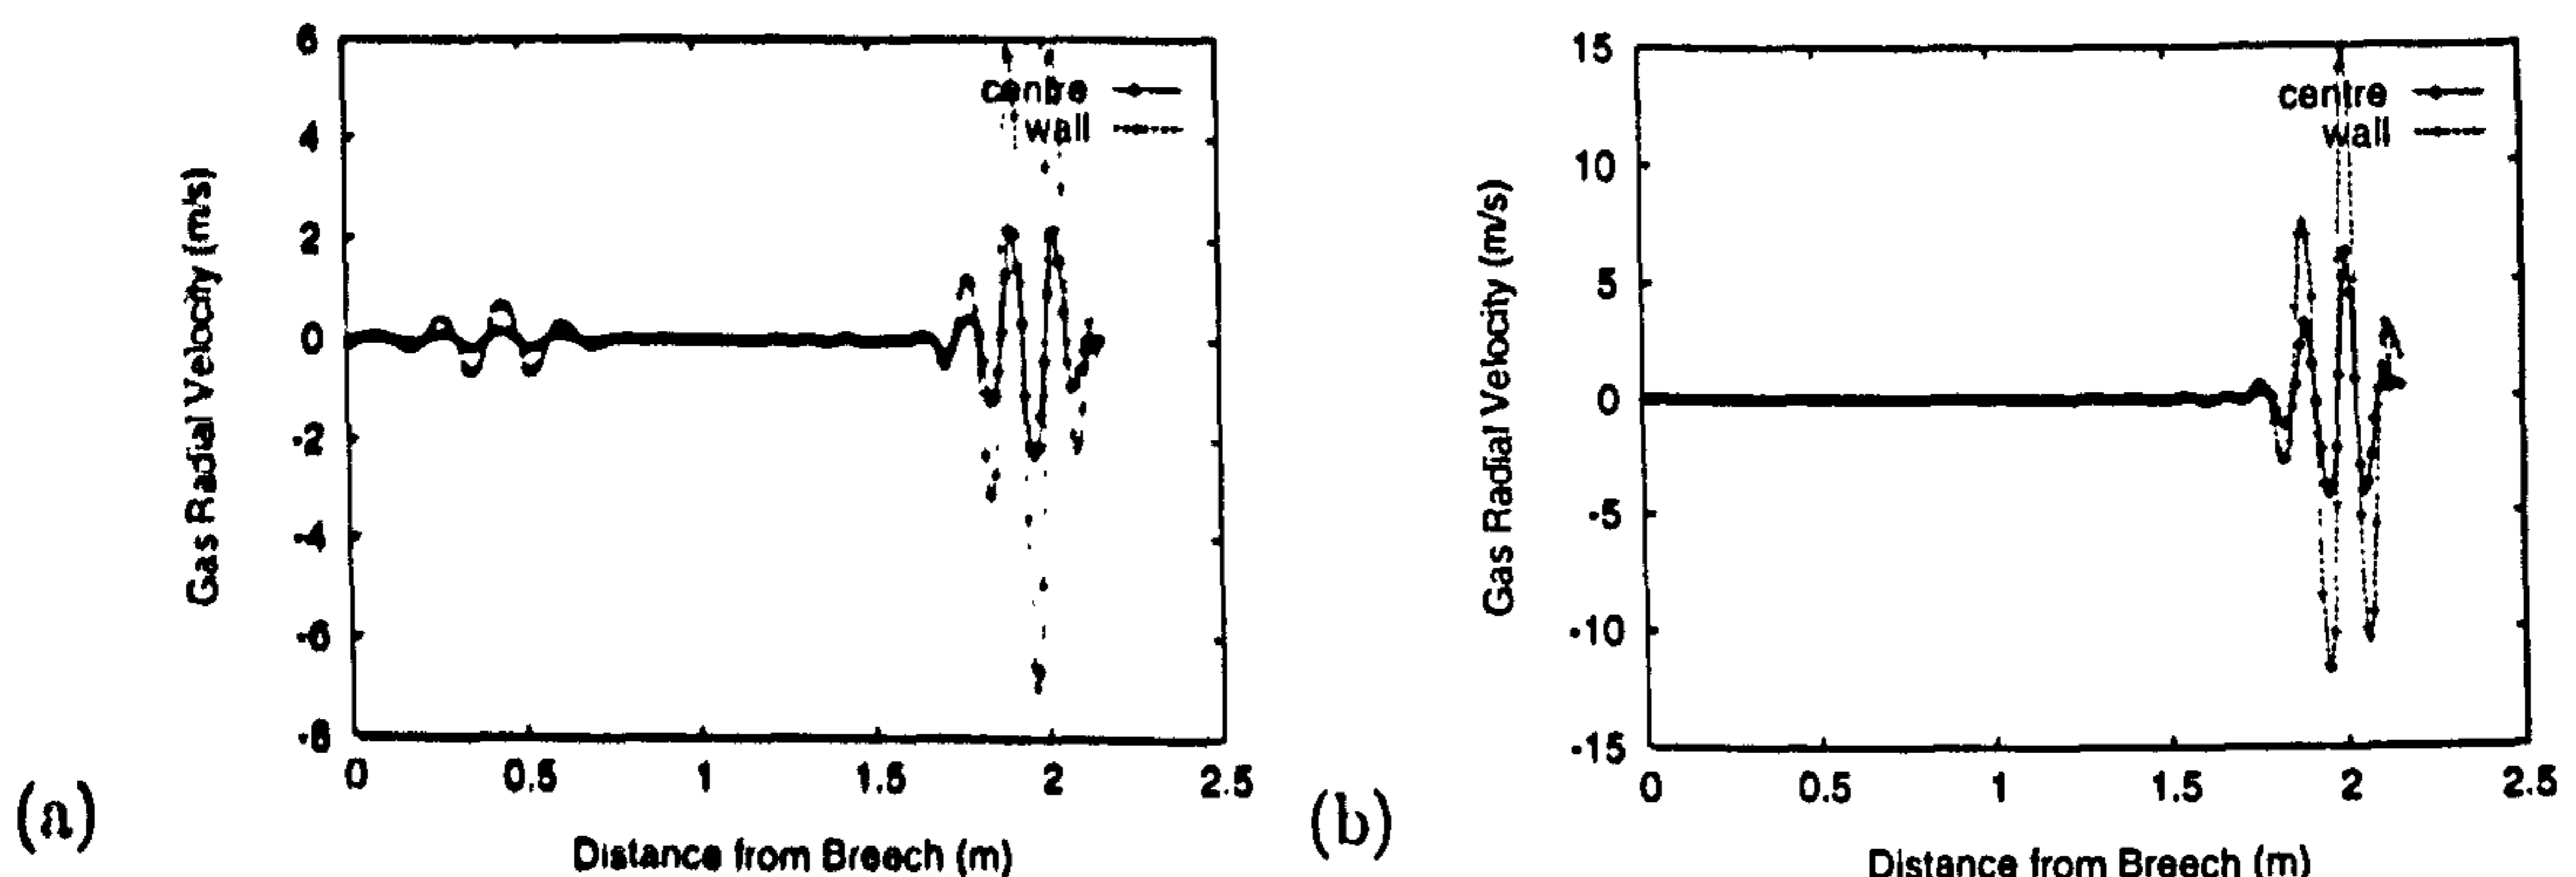 6
4
2
0
-2
-4
-6
-8
Gas Radial Velocity (m/s)
centre
wall
0 0.5 1 1.5 2 2.5
Distance from Breech (m)
(a)
15
10
5
0
-5
-10
-15
Gas Radial Velocity (m/s)
centre
wall
0 0.5 1 1.5 2 2.5
Distance from Breech (m)
(b)